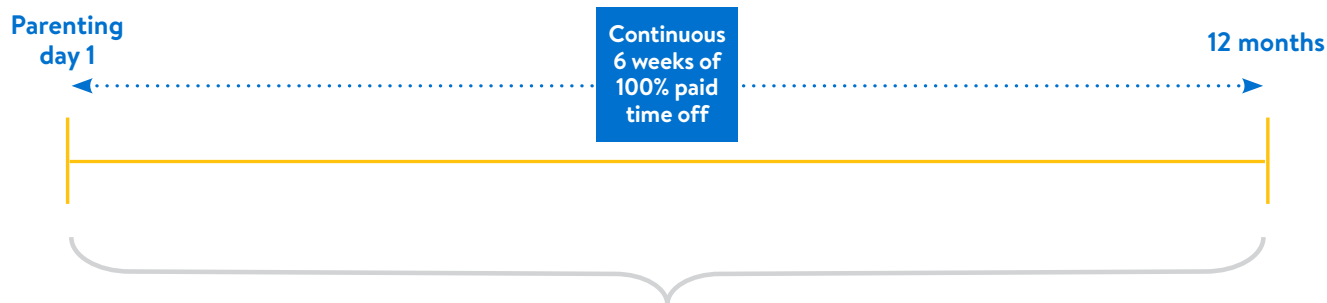 Parenting
day 1
Continuous
6 weeks of
100% paid
time off
12 months